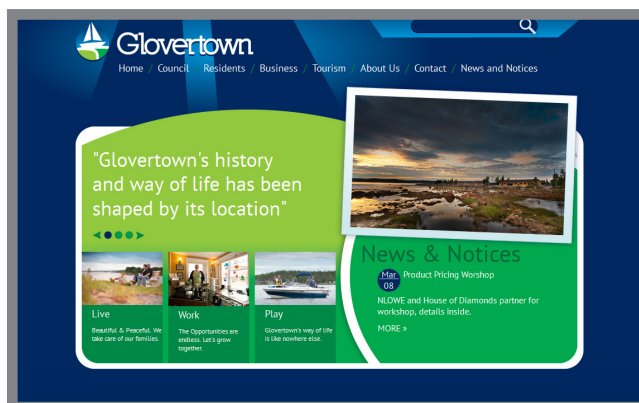 Glovertown
Home / Council Residents / Business / Tourism / About Us / Contact / News and Notices
"Glovertown's history
and way of life has been
shaped by its location"
Live
Beautiful & Peaceful. We
take care of our families.
Work
The Opportunities are
endless. Let's grow
together.
Play
Glovertown's way of life
is like nowhere else.
News & Notices
Mar
08
Product Pricing Worshop
NLOWE and House of Diamonds partner for
workshop, details inside.
MORE »